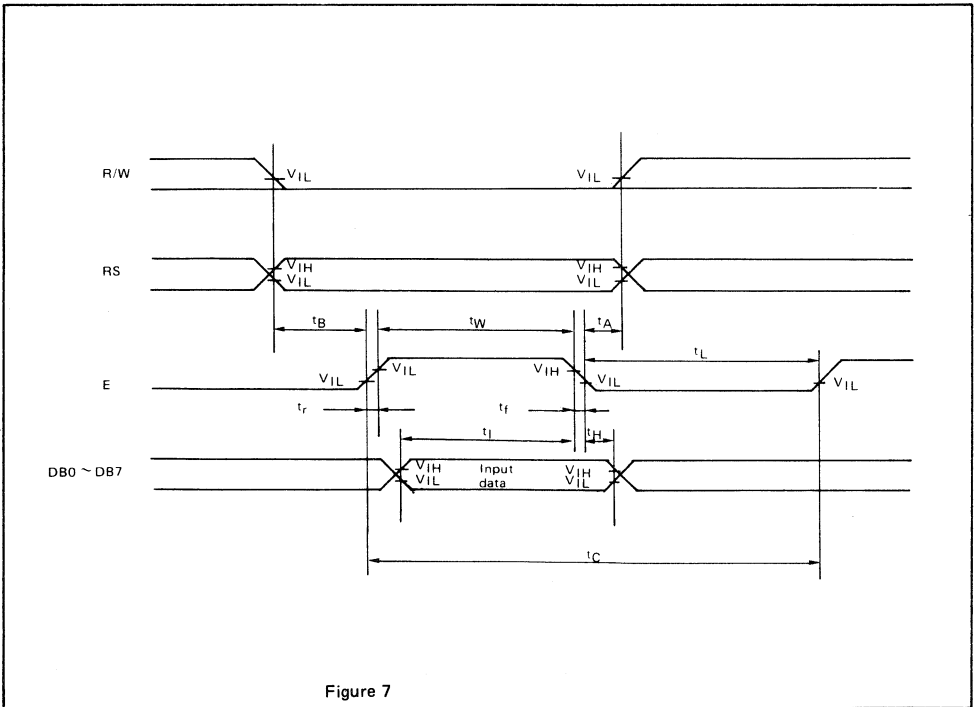 R/W VIL VIL
RS VIH VIH
VIL VIL
tB tW tA
tL
E VIL VIL VIH VIL VIL
tr tf
tI tH
DB0 ~ DB7 VIH Input VIH
VIL data VIL
tC
Figure 7